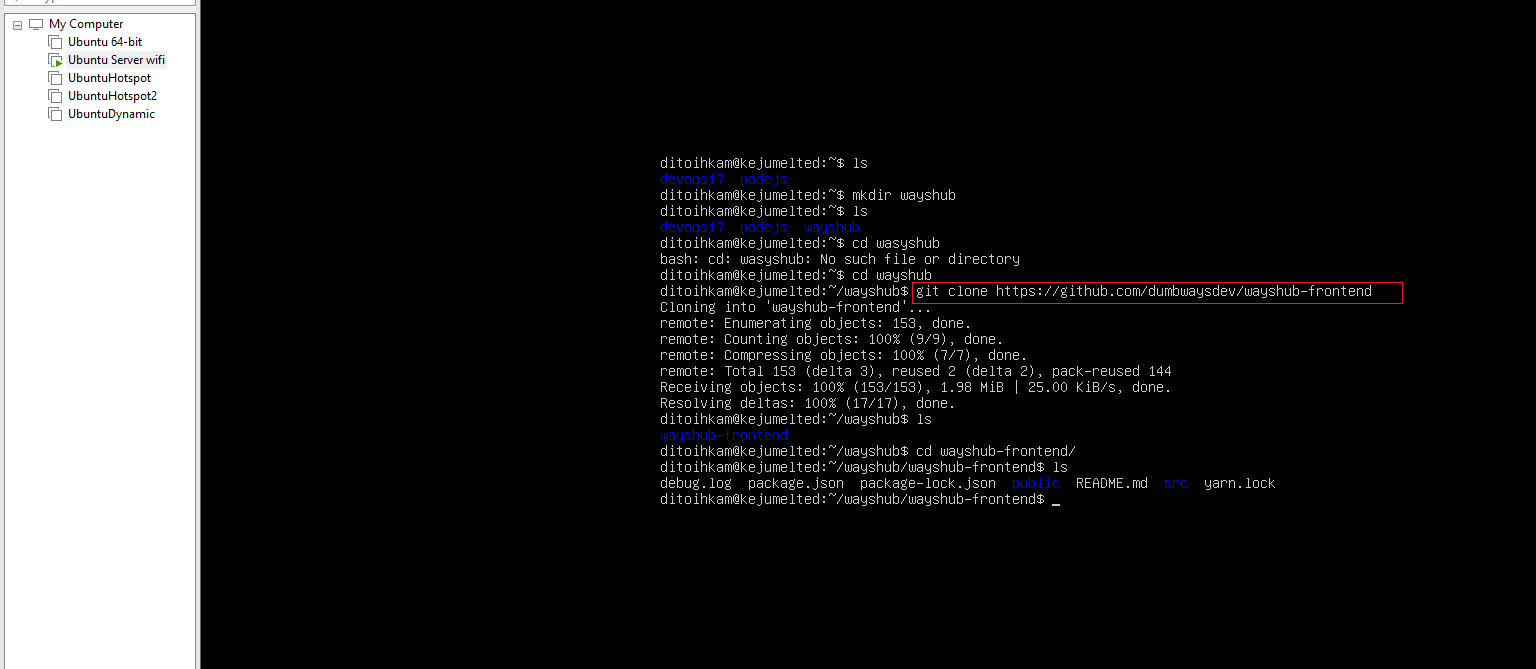 My Computer
Ubuntu 64-bit
Ubuntu Server wifi
UbuntuHotspot
UbuntuHotspot2
UbuntuDynamic
ditoihkam@kejumelted:~$ ls
devops17  nodejs
ditoihkam@kejumelted:~$ mkdir wayshub
ditoihkam@kejumelted:~$ ls
devops17  nodejs  wayshub
ditoihkam@kejumelted:~$ cd wasyshub
bash: cd: wasyshub: No such file or directory
ditoihkam@kejumelted:~$ cd wayshub
ditoihkam@kejumelted:~/wayshub$ git clone https://github.com/dumbwaysdev/wayshub-frontend
Cloning into 'wayshub-frontend'...
remote: Enumerating objects: 153, done.
remote: Counting objects: 100% (9/9), done.
remote: Compressing objects: 100% (7/7), done.
remote: Total 153 (delta 3), reused 2 (delta 2), pack-reused 144
Receiving objects: 100% (153/153), 1.98 MiB | 25.00 KiB/s, done.
Resolving deltas: 100% (17/17), done.
ditoihkam@kejumelted:~/wayshub$ ls
wayshub-frontend
ditoihkam@kejumelted:~/wayshub$ cd wayshub-frontend/
ditoihkam@kejumelted:~/wayshub/wayshub-frontend$ ls
debug.log  package.json  package-lock.json  public  README.md  src  yarn.lock
ditoihkam@kejumelted:~/wayshub/wayshub-frontend$ _